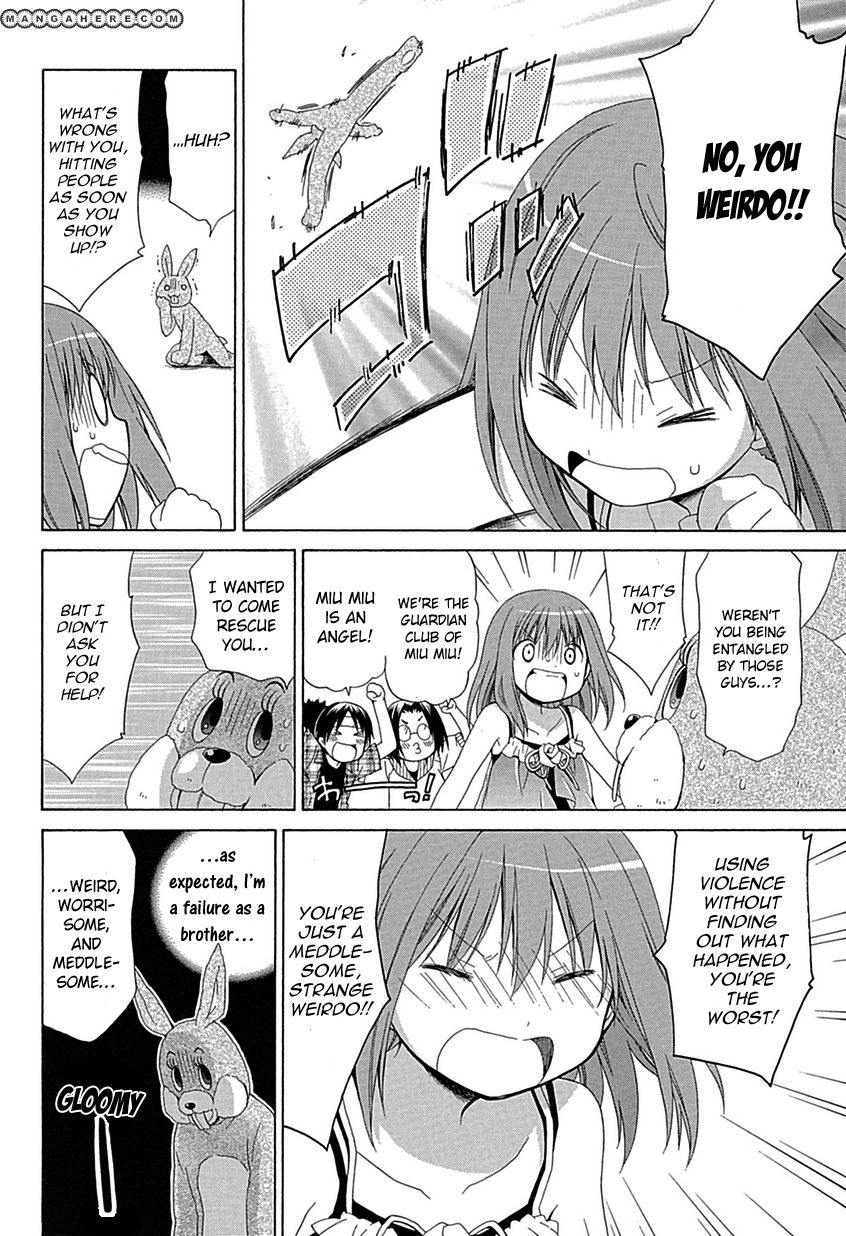 MANGAHERE.COM
NO, YOU
WEIRDO!!
...HUH?
WHAT'S
WRONG
WITH YOU,
HITTING
PEOPLE
AS SOON
AS YOU
SHOW
UP!?
WEREN'T
YOU BEING
ENTANGLED
BY THOSE
GUYS...?
THAT'S
NOT
IT!!
WE'RE THE
GUARDIAN
CLUB OF
MIU MIU!
MIU MIU
IS AN
ANGEL!
わ
っ!
I WANTED
TO COME
RESCUE
YOU...
BUT I
DIDN'T
ASK
YOU FOR
HELP!
USING
VIOLENCE
WITHOUT
FINDING
OUT WHAT
HAPPENED,
YOU'RE
THE
WORST!
YOU'RE
JUST A
MEDDLE-
SOME,
STRANGE
WEIRDO!!
...as
expected, I'm
a failure as a
brother...
...WEIRD,
WORRI-
SOME,
AND
MEDDLE-
SOME...
GLOOMY